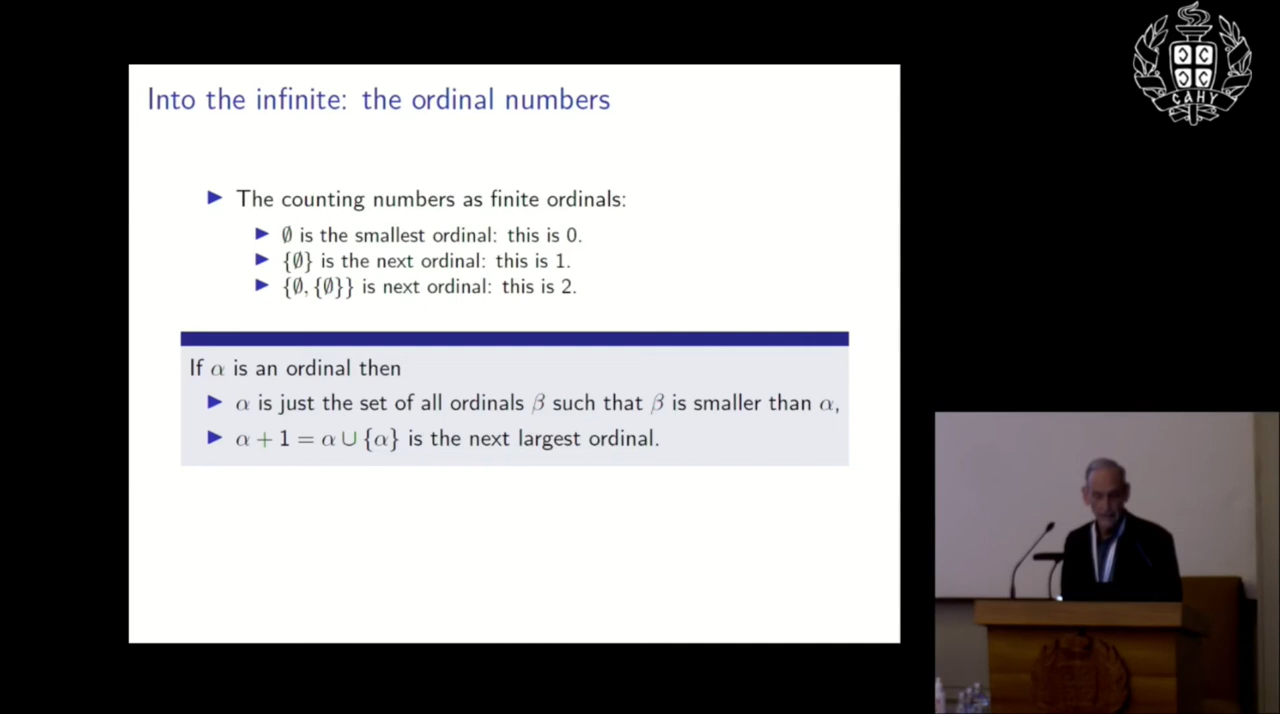 Into the infinite: the ordinal numbers
▶ The counting numbers as finite ordinals:
▶ ∅ is the smallest ordinal: this is 0.
▶ {∅} is the next ordinal: this is 1.
▶ {∅, {∅}} is next ordinal: this is 2.
If α is an ordinal then
▶ α is just the set of all ordinals β such that β is smaller than α,
▶ α + 1 = α ∪ {α} is the next largest ordinal.
САНУ